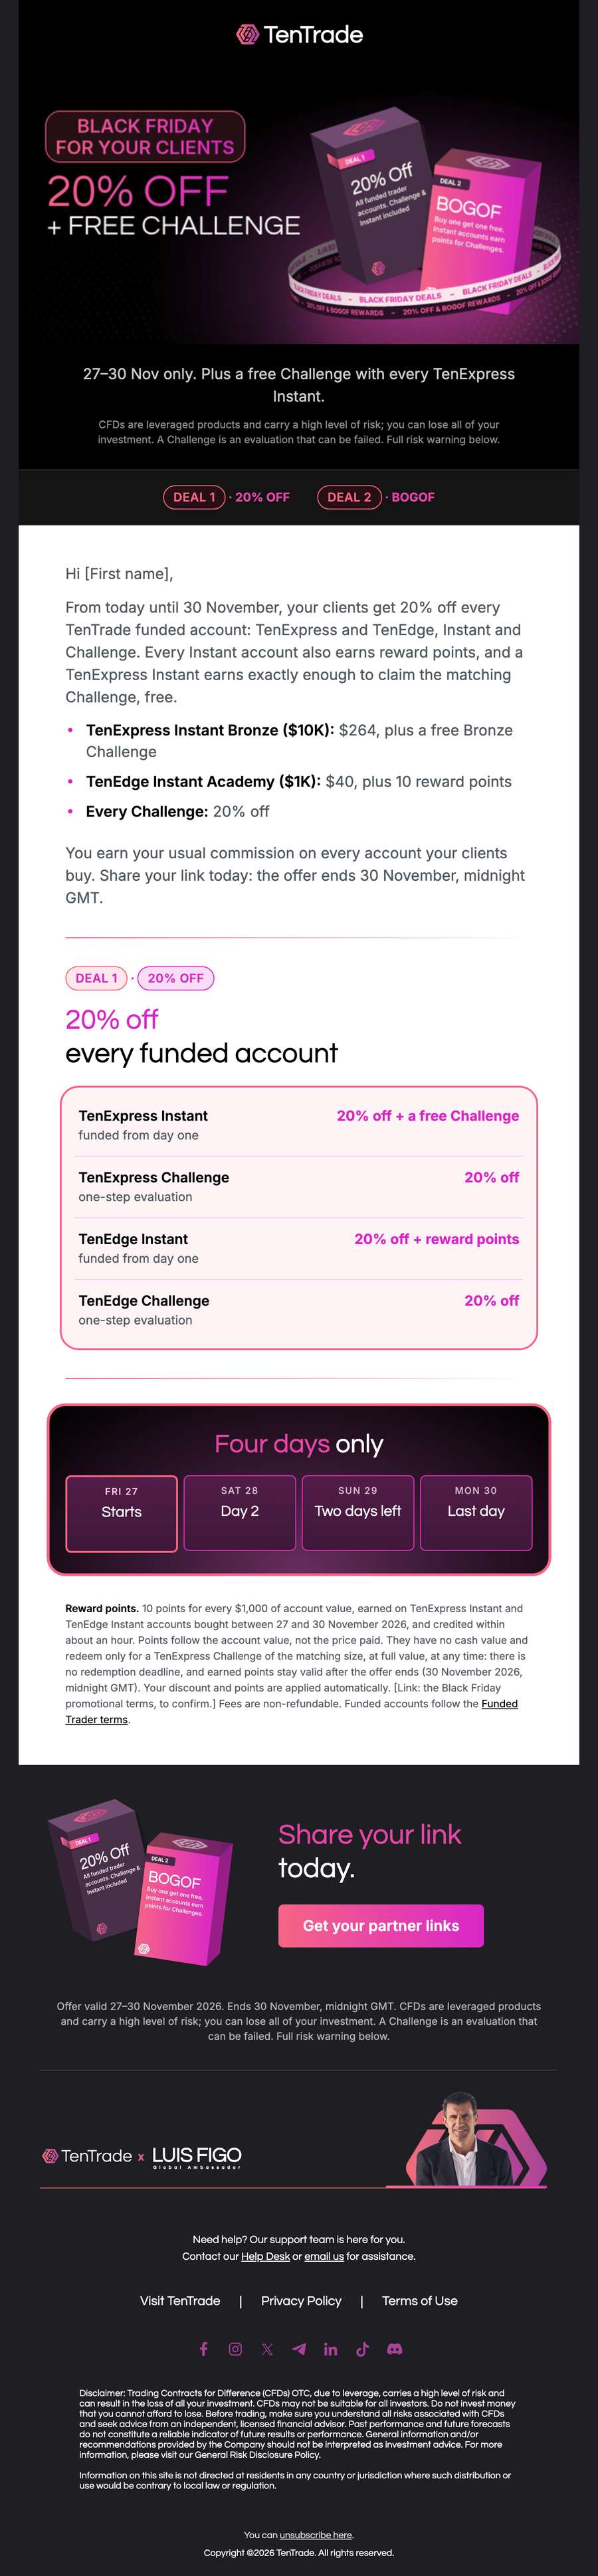 TenTrade
BLACK FRIDAY
FOR YOUR CLIENTS
20% OFF
+ FREE CHALLENGE
DEAL 1
20% Off
All funded trader
accounts. Challenge &
Instant included
DEAL 2
BOGOF
Buy one get one free.
Instant accounts earn
points for Challenges.
BLACK FRIDAY DEALS – BLACK FRIDAY DEALS
20% OFF & BOGOF REWARDS – 20% OFF & BOGOF REWARDS
27–30 Nov only. Plus a free Challenge with every TenExpress
Instant.
CFDs are leveraged products and carry a high level of risk; you can lose all of your
investment. A Challenge is an evaluation that can be failed. Full risk warning below.
DEAL 1 · 20% OFF DEAL 2 · BOGOF
Hi [First name],
From today until 30 November, your clients get 20% off every
TenTrade funded account: TenExpress and TenEdge, Instant and
Challenge. Every Instant account also earns reward points, and a
TenExpress Instant earns exactly enough to claim the matching
Challenge, free.
• TenExpress Instant Bronze ($10K): $264, plus a free Bronze
Challenge
• TenEdge Instant Academy ($1K): $40, plus 10 reward points
• Every Challenge: 20% off
You earn your usual commission on every account your clients
buy. Share your link today: the offer ends 30 November, midnight
GMT.
DEAL 1 · 20% OFF
20% off
every funded account
TenExpress Instant 20% off + a free Challenge
funded from day one
TenExpress Challenge 20% off
one-step evaluation
TenEdge Instant 20% off + reward points
funded from day one
TenEdge Challenge 20% off
one-step evaluation
Four days only
FRI 27 SAT 28 SUN 29 MON 30
Starts Day 2 Two days left Last day
Reward points. 10 points for every $1,000 of account value, earned on TenExpress Instant and
TenEdge Instant accounts bought between 27 and 30 November 2026, and credited within
about an hour. Points follow the account value, not the price paid. They have no cash value and
redeem only for a TenExpress Challenge of the matching size, at full value, at any time: there is
no redemption deadline, and earned points stay valid after the offer ends (30 November 2026,
midnight GMT). Your discount and points are applied automatically. [Link: the Black Friday
promotional terms, to confirm.] Fees are non-refundable. Funded accounts follow the Funded
Trader terms.
DEAL 1
20% Off
All funded trader
accounts. Challenge &
Instant included
DEAL 2
BOGOF
Buy one get one free.
Instant accounts earn
points for Challenges.
Share your link
today.
Get your partner links
Offer valid 27–30 November 2026. Ends 30 November, midnight GMT. CFDs are leveraged products
and carry a high level of risk; you can lose all of your investment. A Challenge is an evaluation that
can be failed. Full risk warning below.
TenTrade x LUIS FIGO
Global Ambassador
Need help? Our support team is here for you.
Contact our Help Desk or email us for assistance.
Visit TenTrade | Privacy Policy | Terms of Use
Disclaimer: Trading Contracts for Difference (CFDs) OTC, due to leverage, carries a high level of risk and
can result in the loss of all your investment. CFDs may not be suitable for all investors. Do not invest money
that you cannot afford to lose. Before trading, make sure you understand all risks associated with CFDs
and seek advice from an independent, licensed financial advisor. Past performance and future forecasts
do not constitute a reliable indicator of future results or performance. General information and/or
recommendations provided by the Company should not be interpreted as investment advice. For more
information, please visit our General Risk Disclosure Policy.
Information on this site is not directed at residents in any country or jurisdiction where such distribution or
use would be contrary to local law or regulation.
You can unsubscribe here.
Copyright ©2026 TenTrade. All rights reserved.